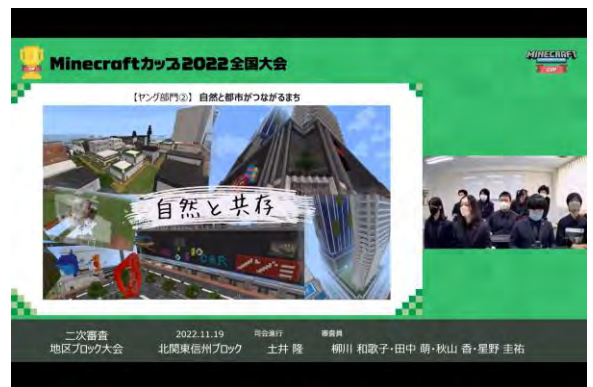 Minecraftカップ2022全国大会
MINECRAFT
CUP
【ヤング部門②】 自然と都市がつながるまち
自然と共存
二次審査
地区ブロック大会
2022.11.19
北関東信州ブロック
司会進行
土井 隆
審査員
柳川 和歌子・田中 萌・秋山 香・星野 圭祐